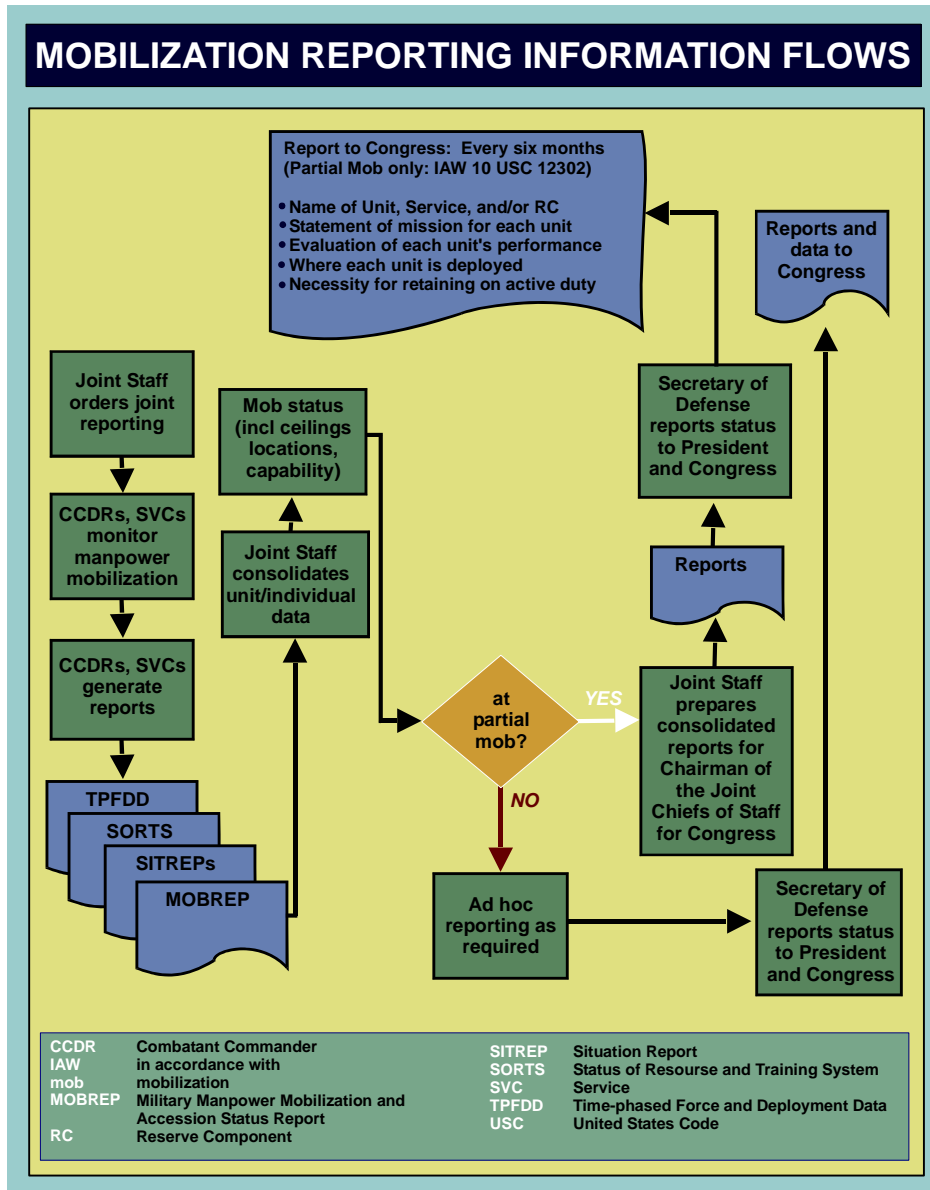 MOBILIZATION REPORTING INFORMATION FLOWS
Report to Congress: Every six months
(Partial Mob only: IAW 10 USC 12302)
• Name of Unit, Service, and/or RC
• Statement of mission for each unit
• Evaluation of each unit's performance
• Where each unit is deployed
• Necessity for retaining on active duty
Reports and
data to
Congress
Joint Staff
orders joint
reporting
CCDRs, SVCs
monitor
manpower
mobilization
CCDRs, SVCs
generate
reports
TPFDD
SORTS
SITREPs
MOBREP
Joint Staff
consolidates
unit/individual
data
Mob status
(incl ceilings
locations,
capability)
at
partial
mob?
YES
Joint Staff
prepares
consolidated
reports for
Chairman of
the Joint
Chiefs of Staff
for Congress
Reports
Secretary of
Defense
reports status
to President
and Congress
NO
Ad hoc
reporting as
required
Secretary of
Defense
reports status
to President
and Congress
CCDR Combatant Commander
IAW in accordance with
mob mobilization
MOBREP Military Manpower Mobilization and
Accession Status Report
RC Reserve Component
SITREP Situation Report
SORTS Status of Resourse and Training System
SVC Service
TPFDD Time-phased Force and Deployment Data
USC United States Code